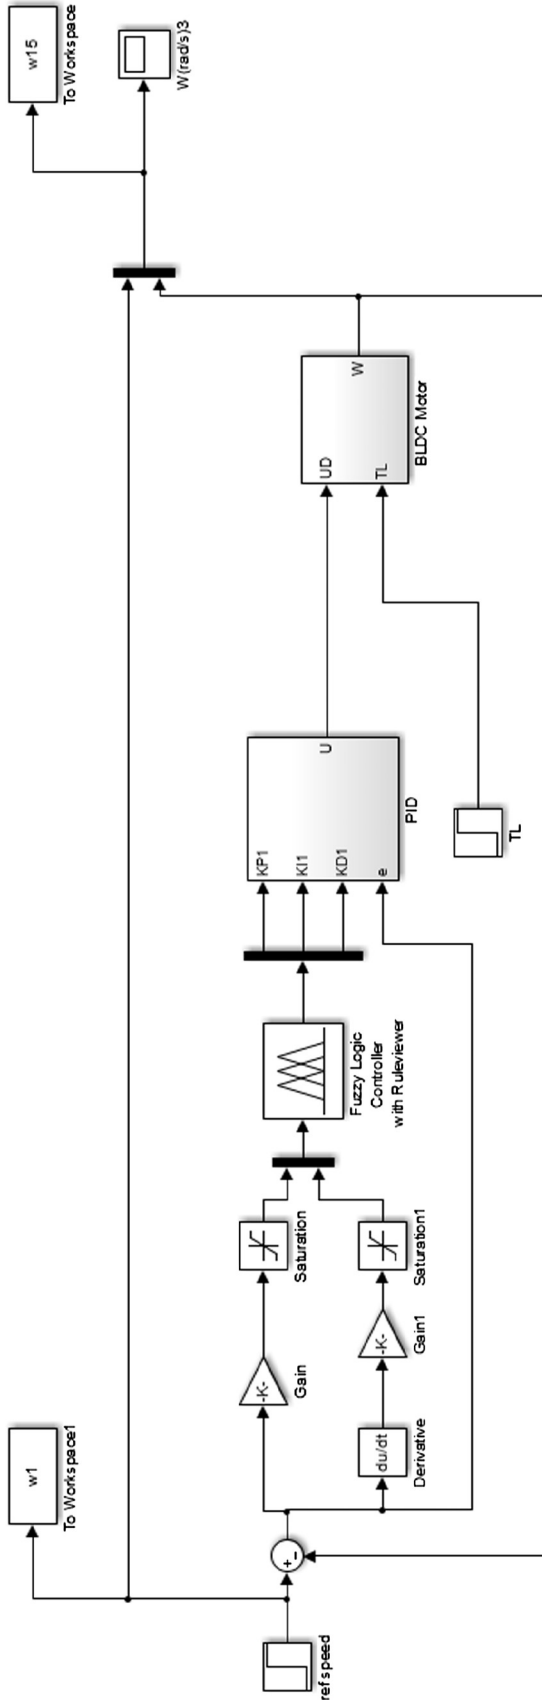 w15
To Workspace
W(rad/s)3
W
UD
TL
BLDC Motor
U
KP1
KI1
KD1
e
PID
TL
Fuzzy Logic
Controller
with Ruleviewer
Saturation
Saturation1
-K-
Gain
-K-
Gain1
du/dt
Derivative
w1
To Workspace1
+
-
ref speed